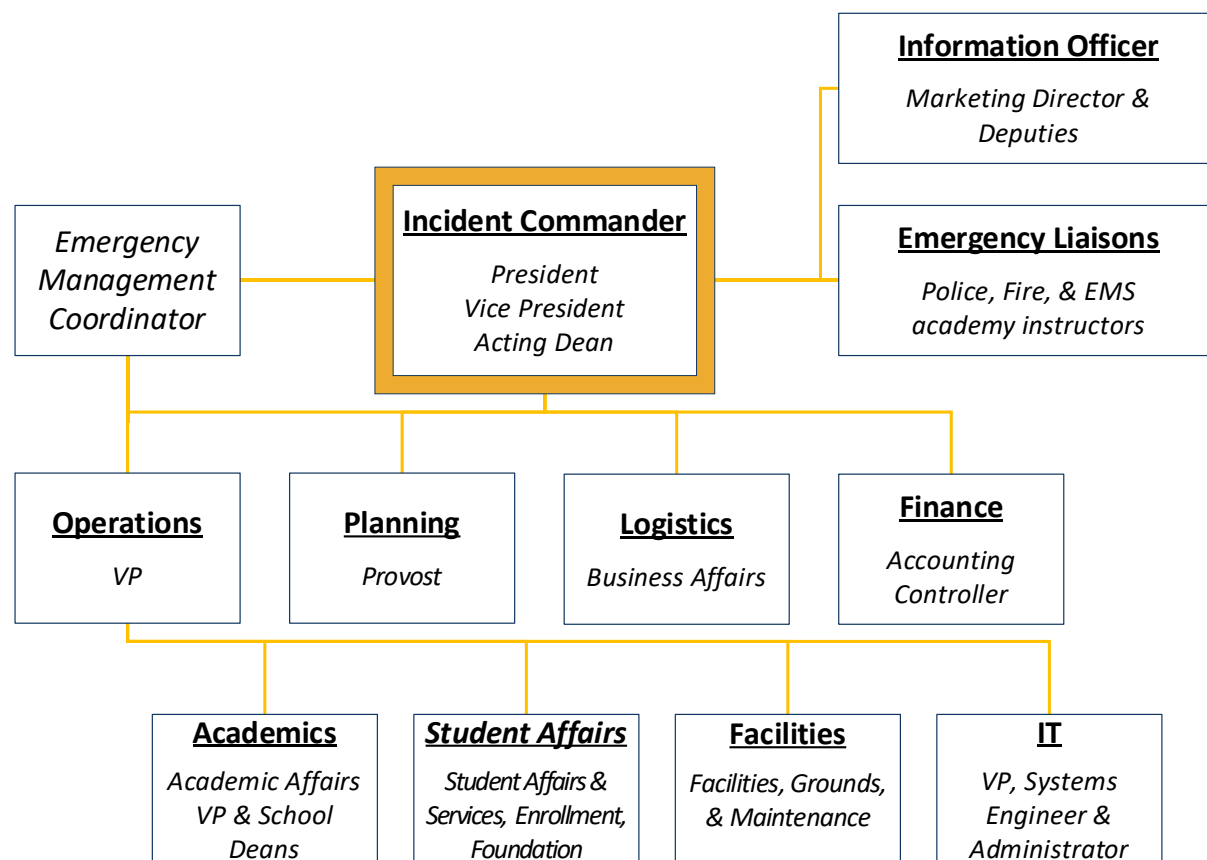 Information Officer
Marketing Director &
Deputies
Emergency
Management
Coordinator
Incident Commander
President
Vice President
Acting Dean
Emergency Liaisons
Police, Fire, & EMS
academy instructors
Operations
VP
Planning
Provost
Logistics
Business Affairs
Finance
Accounting
Controller
Academics
Academic Affairs
VP & School
Deans
Student Affairs
Student Affairs &
Services, Enrollment,
Foundation
Facilities
Facilities, Grounds,
& Maintenance
IT
VP, Systems
Engineer &
Administrator